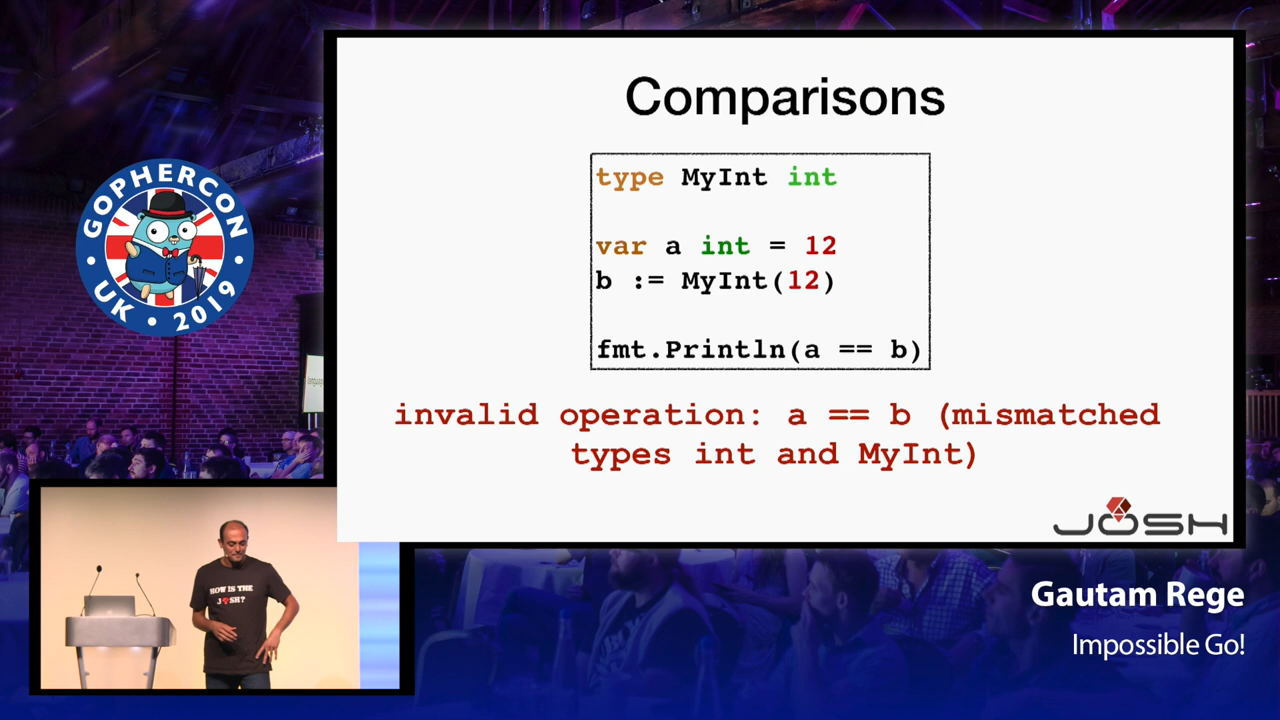 Comparisons
type MyInt int
var a int = 12
b := MyInt(12)
fmt.Println(a == b)
invalid operation: a == b (mismatched
types int and MyInt)
JOSH
GOPHERCON
UK • 2019
HOW IS THE
JOSH?
Gautam Rege
Impossible Go!